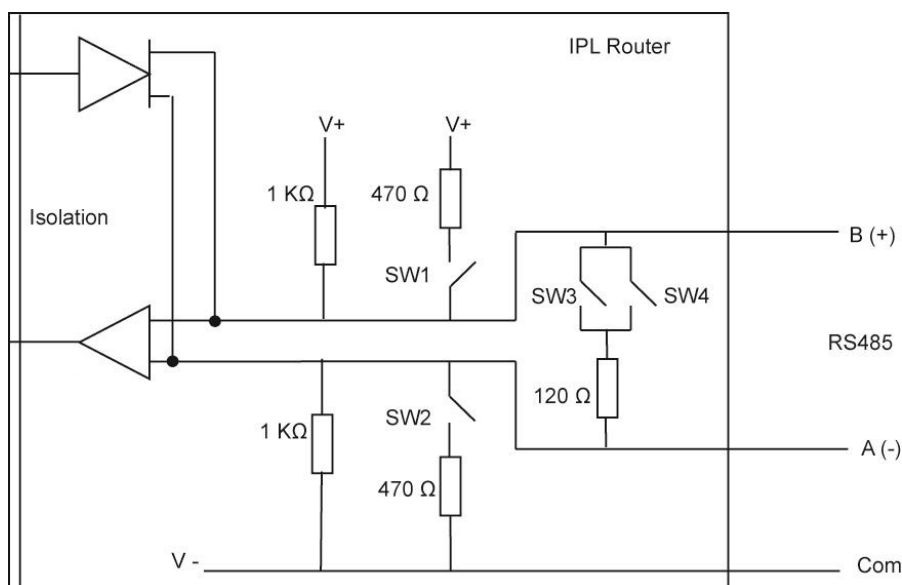 IPL Router
V+ V+
1 KΩ 470 Ω
Isolation
B (+)
SW1
SW3 SW4
RS485
120 Ω
SW2
1 KΩ
A (-)
470 Ω
V - Com